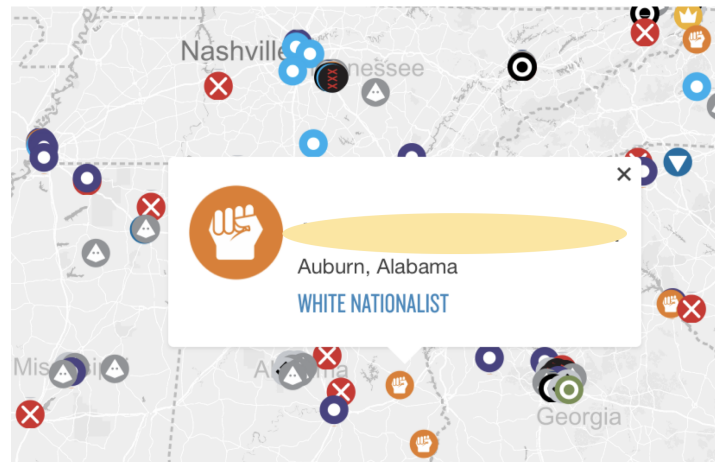 Nashville
Tennessee
Auburn, Alabama
WHITE NATIONALIST
Mississippi
Alabama
Georgia